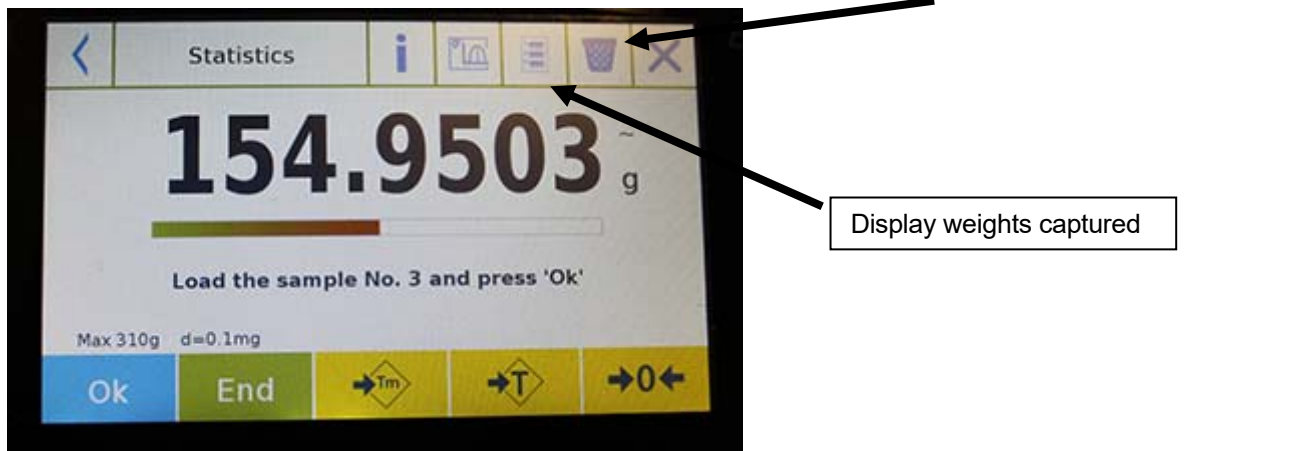 Statistics
154.9503 ~
g
Display weights captured
Load the sample No. 3 and press 'Ok'
Max 310g d=0.1mg
Ok End →Tm →T →0←